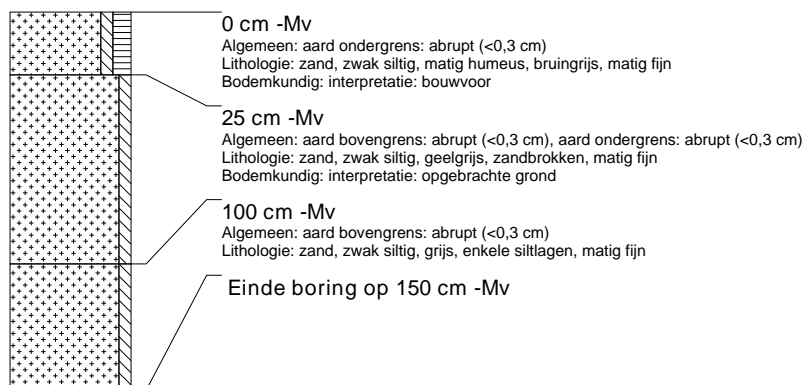 0 cm -Mv
Algemeen: aard ondergrens: abrupt (<0,3 cm)
Lithologie: zand, zwak siltig, matig humeus, bruingrijs, matig fijn
Bodemkundig: interpretatie: bouwvoor
25 cm -Mv
Algemeen: aard bovengrens: abrupt (<0,3 cm), aard ondergrens: abrupt (<0,3 cm)
Lithologie: zand, zwak siltig, geelgrijs, zandbrokken, matig fijn
Bodemkundig: interpretatie: opgebrachte grond
100 cm -Mv
Algemeen: aard bovengrens: abrupt (<0,3 cm)
Lithologie: zand, zwak siltig, grijs, enkele siltlagen, matig fijn
Einde boring op 150 cm -Mv